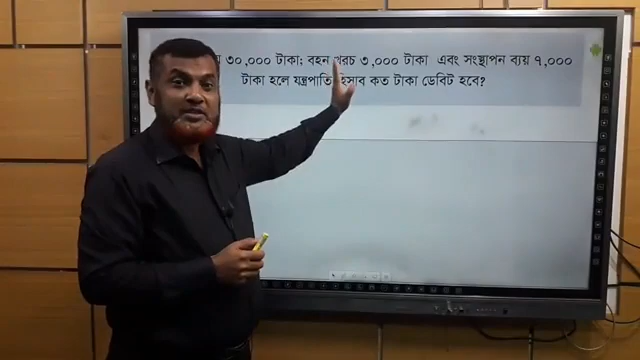 ৩০,০০০ টাকা; বহন খরচ ৩,০০০ টাকা এবং সংস্থাপন ব্যয় ৭,০০০
টাকা হলে যন্ত্রপাতি হিসাব কত টাকা ডেবিট হবে?